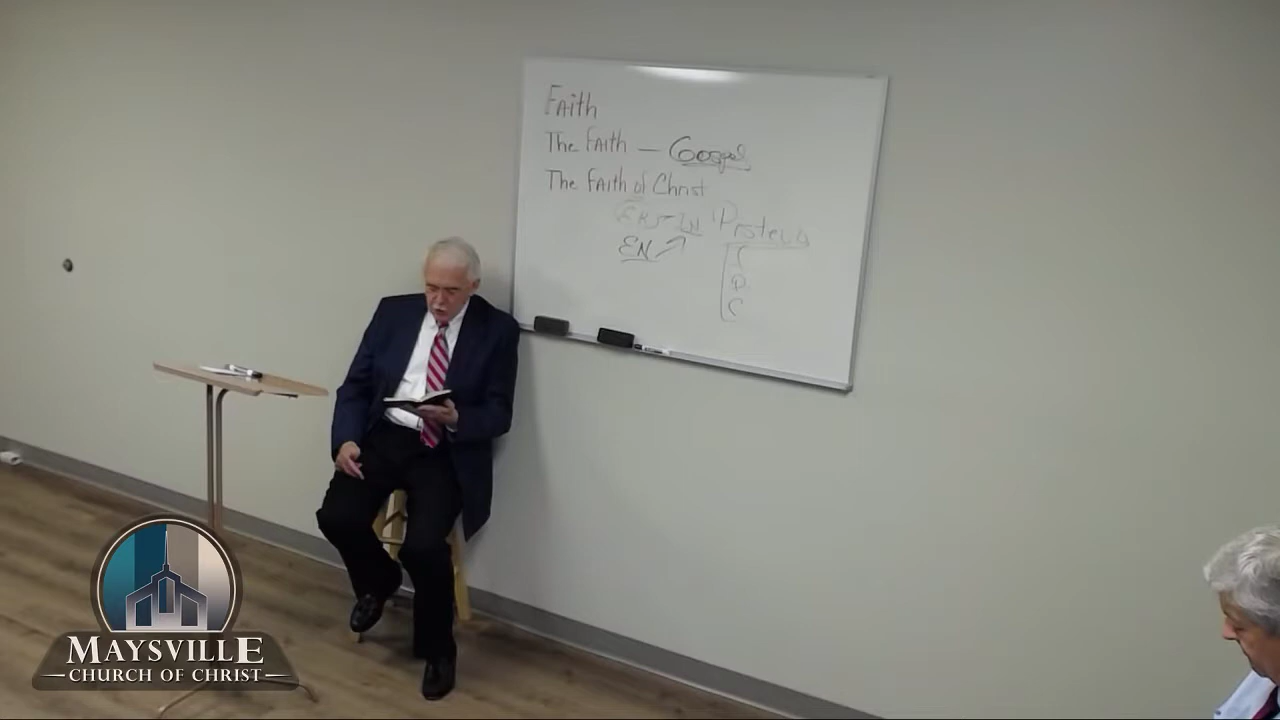 Faith
The Faith — Gospel
The Faith of Christ
EN
C
MAYSVILLE
CHURCH OF CHRIST